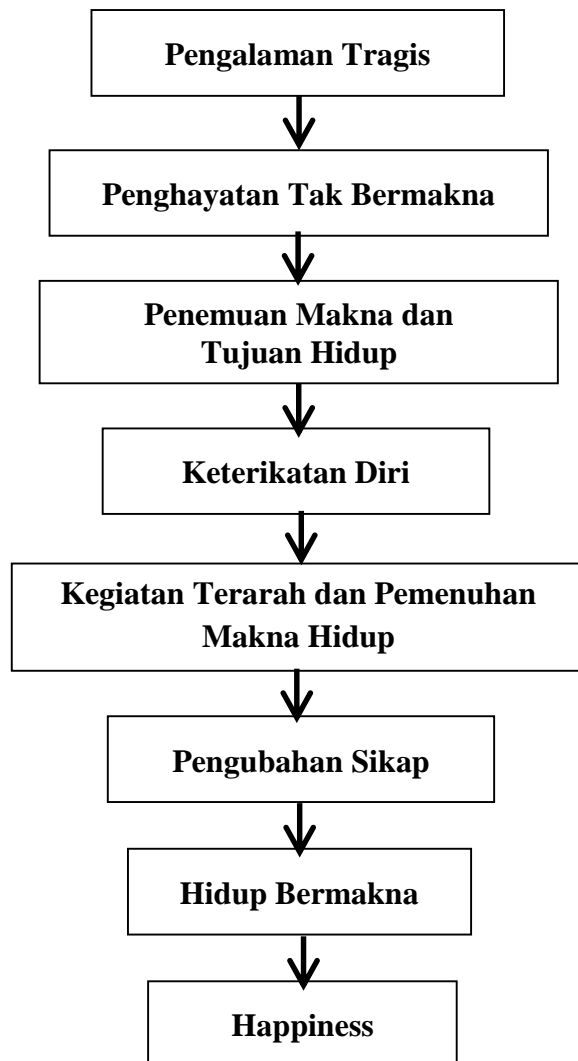 Pengalaman Tragis
Penghayatan Tak Bermakna
Penemuan Makna dan
Tujuan Hidup
Keterikatan Diri
Kegiatan Terarah dan Pemenuhan
Makna Hidup
Pengubahan Sikap
Hidup Bermakna
Happiness